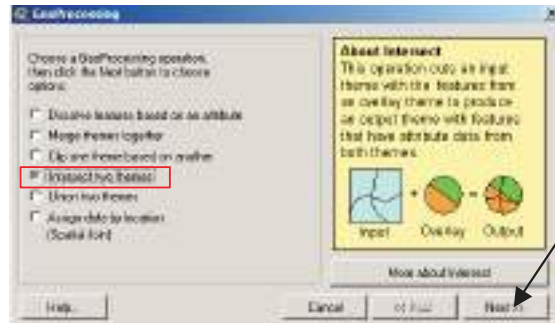 GeoProcessing
Choose a GeoProcessing operation,
then click the Next button to choose
options:
Dissolve features based on an attribute
Merge themes together
Clip one theme based on another
Intersect two themes
Union two themes
Assign data by location
(Spatial Join)
About Intersect
This operation cuts an input
theme with the features from
an overlay theme to produce
an output theme with features
that have attribute data from
both themes.
Input Overlay Output
More about Intersect
Help... Cancel << Back Next >>